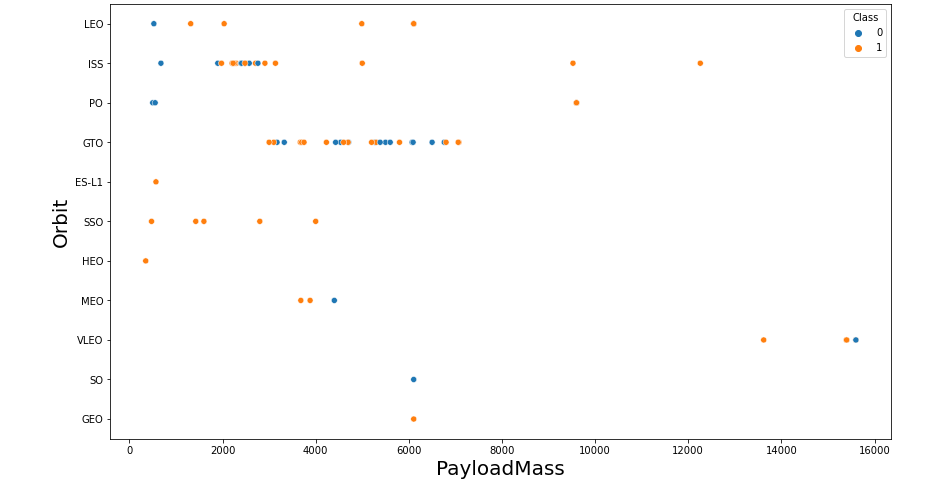 Class
0
1
LEO
ISS
PO
GTO
ES-L1
SSO
HEO
MEO
VLEO
SO
GEO
Orbit
0 2000 4000 6000 8000 10000 12000 14000 16000
PayloadMass